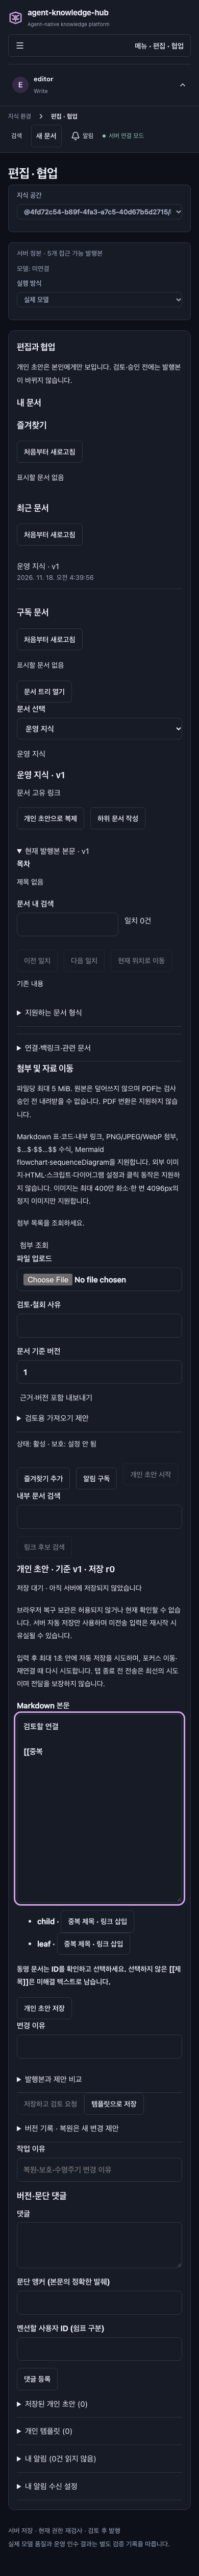 agent-knowledge-hub
Agent-native knowledge platform
☰
메뉴 · 편집 · 협업
E
editor
Write
지식 환경 > 편집 · 협업
검색
새 문서
알림
● 서버 연결 모드
편집 · 협업
지식 공간
@4fd72c54-b89f-4fa3-a7c5-40d67b5d2715/
서버 정본 · 5개 접근 가능 발행본
모델: 미연결
실행 방식
실제 모델
편집과 협업
개인 초안은 본인에게만 보입니다. 검토·승인 전에는 발행본
이 바뀌지 않습니다.
내 문서
즐겨찾기
처음부터 새로고침
표시할 문서 없음
최근 문서
처음부터 새로고침
운영 지식 · v1
2026. 11. 18. 오전 4:39:56
구독 문서
처음부터 새로고침
표시할 문서 없음
문서 트리 열기
문서 선택
운영 지식
운영 지식
운영 지식 · v1
문서 고유 링크
개인 초안으로 복제
하위 문서 작성
▼ 현재 발행본 본문 · v1
목차
제목 없음
문서 내 검색
일치 0건
이전 일치
다음 일치
현재 위치로 이동
기존 내용
▶ 지원하는 문서 형식
▶ 연결·백링크·관련 문서
첨부 및 자료 이동
파일당 최대 5 MiB. 원본은 덮어쓰지 않으며 PDF는 검사
승인 전 내려받을 수 없습니다. PDF 변환은 지원하지 않습
니다.
Markdown 표·코드·내부 링크, PNG/JPEG/WebP 첨부,
$...$·$$...$$ 수식, Mermaid
flowchart·sequenceDiagram를 지원합니다. 외부 이미
지·HTML·스크립트·다이어그램 설정과 클릭 동작은 지원하
지 않습니다. 이미지는 최대 400만 화소·한 변 4096px의
정지 이미지만 지원합니다.
첨부 목록을 조회하세요.
첨부 조회
파일 업로드
Choose File No file chosen
검토·철회 사유
문서 기준 버전
1
근거·버전 포함 내보내기
▶ 검토용 가져오기 제안
상태: 활성 · 보호: 설정 안 됨
즐겨찾기 추가
알림 구독
개인 초안 시작
내부 문서 검색
링크 후보 검색
개인 초안 · 기준 v1 · 저장 r0
저장 대기 · 아직 서버에 저장되지 않았습니다
브라우저 복구 보관은 허용되지 않거나 현재 확인할 수 없습
니다. 서버 자동 저장만 사용하며 미전송 입력은 재시작 시
유실될 수 있습니다.
입력 후 최대 1초 안에 자동 저장을 시도하며, 포커스 이동·
재연결 때 다시 시도합니다. 탭 종료 전 전송은 최선의 시도
이며 전달을 보장하지 않습니다.
Markdown 본문
검토할 연결
[[중복
• child · 중복 제목 · 링크 삽입
• leaf · 중복 제목 · 링크 삽입
동명 문서는 ID를 확인하고 선택하세요. 선택하지 않은 [[제
목]]은 미해결 텍스트로 남습니다.
개인 초안 저장
변경 이유
▶ 발행본과 제안 비교
저장하고 검토 요청
템플릿으로 저장
▶ 버전 기록 · 복원은 새 변경 제안
작업 이유
복원·보호·수명주기 변경 이유
버전·문단 댓글
댓글
문단 앵커 (본문의 정확한 발췌)
멘션할 사용자 ID (쉼표 구분)
댓글 등록
▶ 저장된 개인 초안 (0)
▶ 개인 템플릿 (0)
▶ 내 알림 (0건 읽지 않음)
▶ 내 알림 수신 설정
서버 저장 · 현재 권한 재검사 · 검토 후 발행
실제 모델 품질과 운영 인수 결과는 별도 검증 기록을 따릅니다.